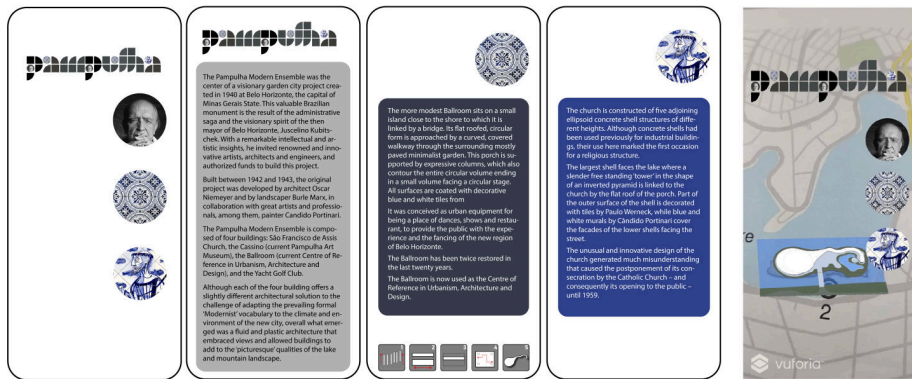 pampulha
pampulha
The Pampulha Modern Ensemble was the
center of a visionary garden city project crea-
ted in 1940 at Belo Horizonte, the capital of
Minas Gerais State. This valuable Brazilian
monument is the result of the administrative
saga and the visionary spirit of the then
mayor of Belo Horizonte, Juscelino Kubits-
chek. With a remarkable intellectual and ar-
tistic insights, he invited renowned and inno-
vative artists, architects and engineers, and
authorized funds to build this project.
Built between 1942 and 1943, the original
project was developed by architect Oscar
Niemeyer and by landscaper Burle Marx, in
collaboration with great artists and professio-
nals, among them, painter Candido Portinari.
The Pampulha Modern Ensemble is compo-
sed of four buildings: São Francisco de Assis
Church, the Cassino (current Pampulha Art
Museum), the Ballroom (current Centre of Re-
ference in Urbanism, Architecture and
Design), and the Yacht Golf Club.
Although each of the four building offers a
slightly different architectural solution to the
challenge of adapting the prevailing formal
'Modernist' vocabulary to the climate and en-
vironment of the new city, overall what emer-
ged was a fluid and plastic architecture that
embraced views and allowed buildings to
add to the 'picturesque' qualities of the lake
and mountain landscape.
The more modest Ballroom sits on a small
island close to the shore to which it is
linked by a bridge. Its flat roofed, circular
form is approached by a curved, covered
walkway through the surrounding mostly
paved minimalist garden. This porch is su-
pported by expressive columns, which also
contour the entire circular volume ending
in a small volume facing a circular stage.
All surfaces are coated with decorative
blue and white tiles from
It was conceived as urban equipment for
being a place of dances, shows and restau-
rant, to provide the public with the expe-
rience and the fancing of the new region
of Belo Horizonte.
The Ballroom has been twice restored in
the last twenty years.
The Ballroom is now used as the Centre of
Reference in Urbanism, Architecture and
Design.
1 2 3 4 5
The church is constructed of five adjoining
ellipsoid concrete shell structures of diffe-
rent heights. Although concrete shells had
been used previously for industrial buildin-
gs, their use here marked the first occasion
for a religious structure.
The largest shell faces the lake where a
slender free standing 'tower' in the shape
of an inverted pyramid is linked to the
church by the flat roof of the porch. Part of
the outer surface of the shell is decorated
with tiles by Paulo Werneck, while blue and
white murals by Cândido Portinari cover
the facades of the lower shells facing the
street.
The unusual and innovative design of the
church generated much misunderstanding
that caused the postponement of its con-
secration by the Catholic Church – and
consequently its opening to the public –
until 1959.
pampulha
2
vuforia